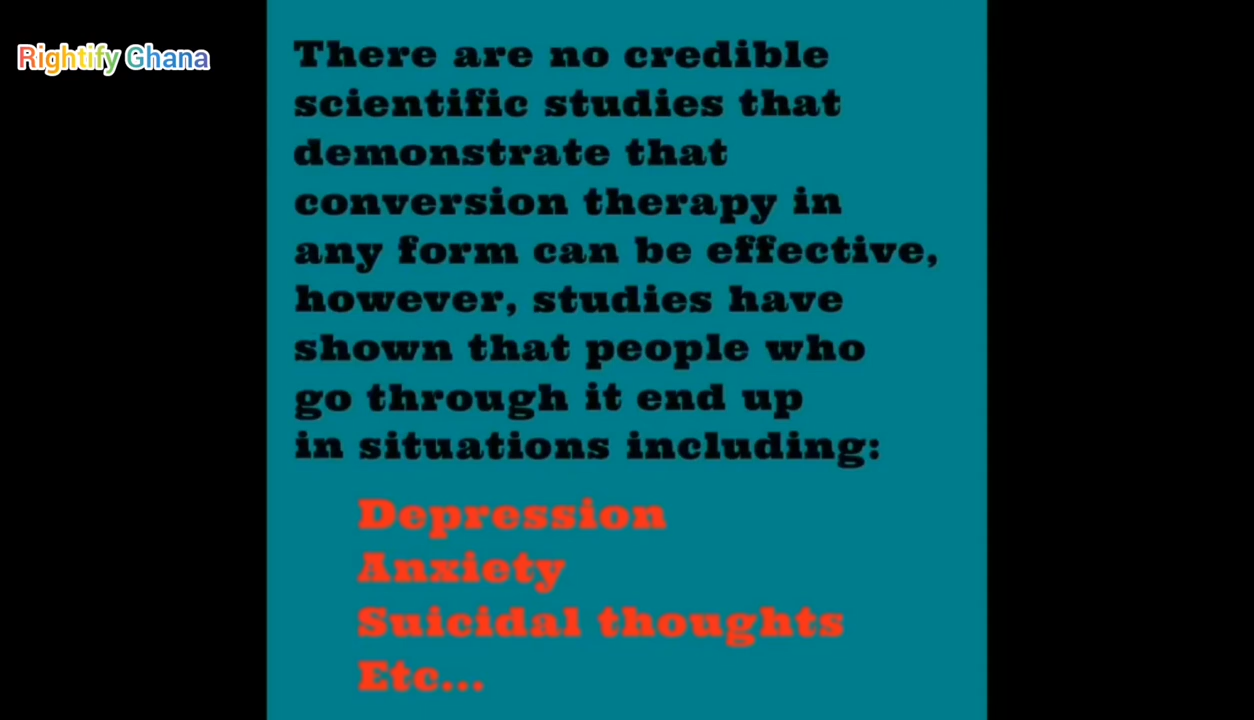 Rightify Ghana
There are no credible
scientific studies that
demonstrate that
conversion therapy in
any form can be effective,
however, studies have
shown that people who
go through it end up
in situations including:
Depression
Anxiety
Suicidal thoughts
Etc...